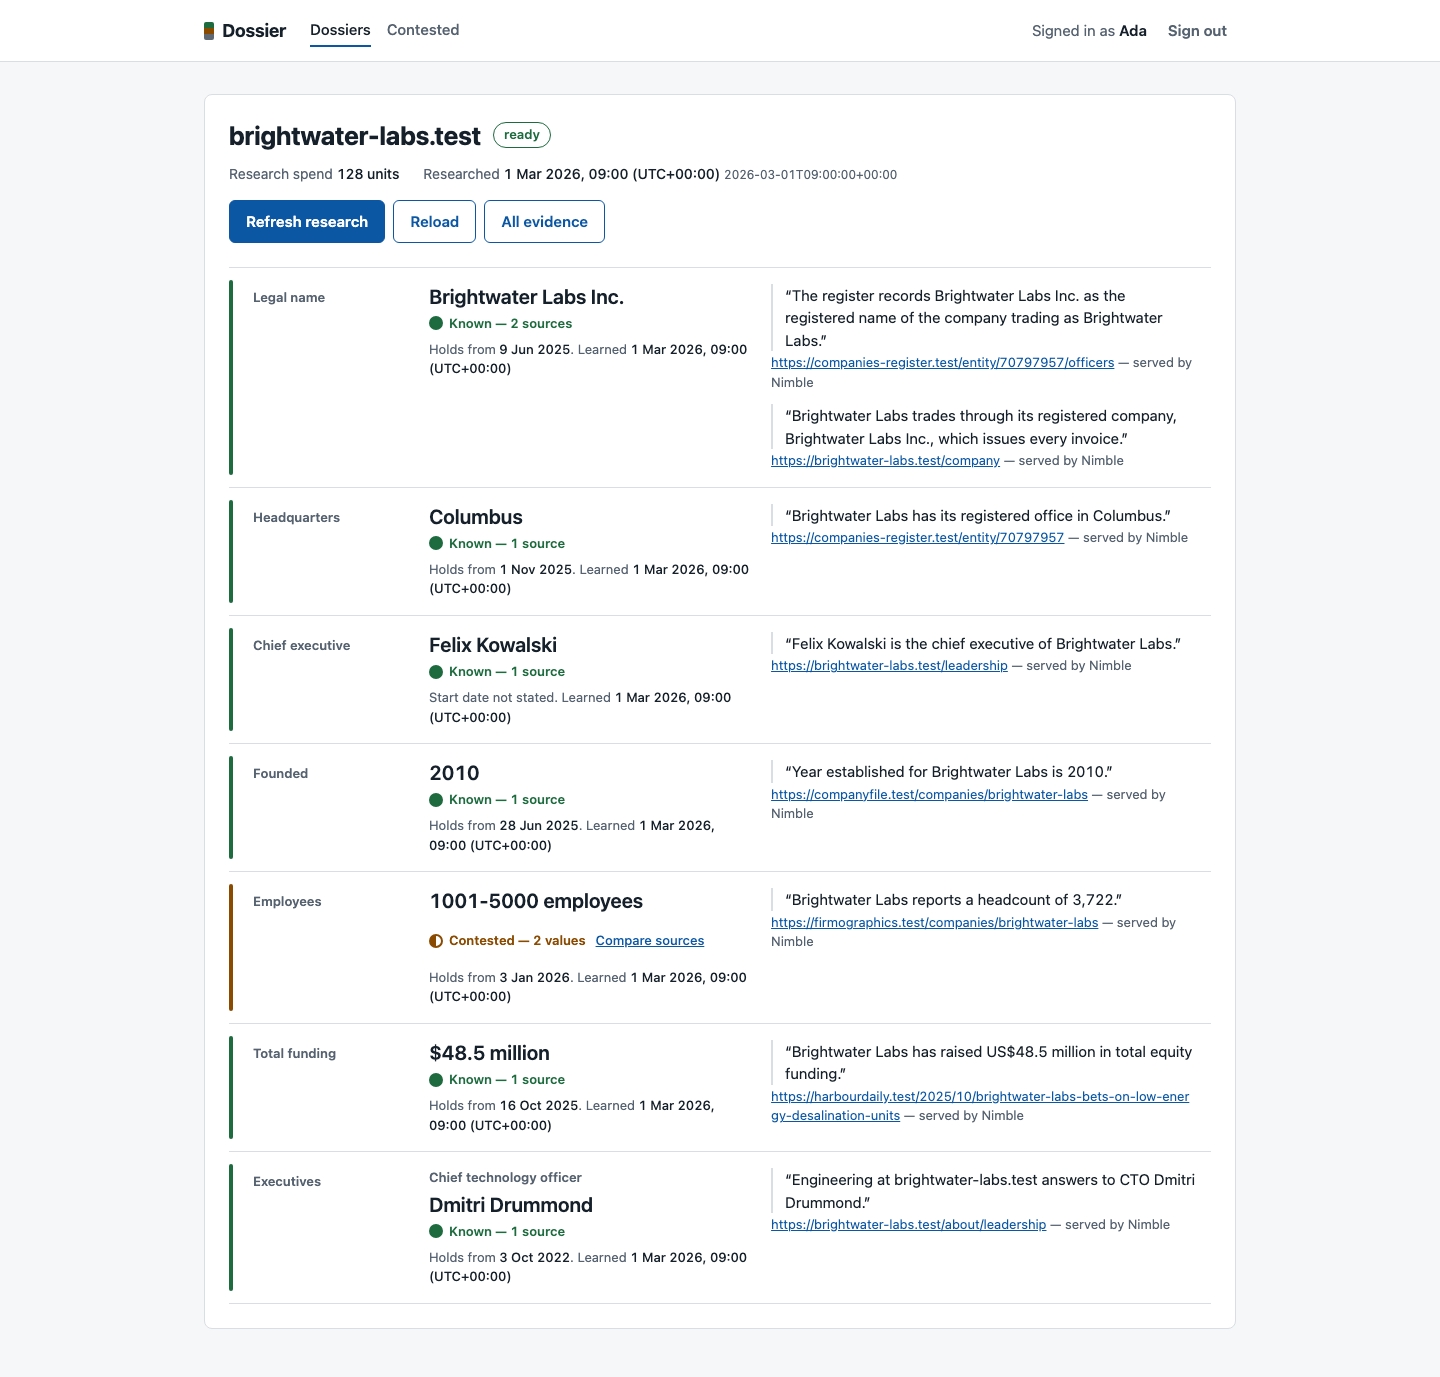 Dossier
Dossiers
Contested
Signed in as Ada
Sign out
brightwater-labs.test
ready
Research spend 128 units
Researched 1 Mar 2026, 09:00 (UTC+00:00) 2026-03-01T09:00:00+00:00
Refresh research
Reload
All evidence
Legal name
Brightwater Labs Inc.
Known — 2 sources
Holds from 9 Jun 2025. Learned 1 Mar 2026, 09:00
(UTC+00:00)
“The register records Brightwater Labs Inc. as the
registered name of the company trading as Brightwater
Labs.”
https://companies-register.test/entity/70797957/officers — served by
Nimble
“Brightwater Labs trades through its registered company,
Brightwater Labs Inc., which issues every invoice.”
https://brightwater-labs.test/company — served by Nimble
Headquarters
Columbus
Known — 1 source
Holds from 1 Nov 2025. Learned 1 Mar 2026, 09:00
(UTC+00:00)
“Brightwater Labs has its registered office in Columbus.”
https://companies-register.test/entity/70797957 — served by Nimble
Chief executive
Felix Kowalski
Known — 1 source
Start date not stated. Learned 1 Mar 2026, 09:00
(UTC+00:00)
“Felix Kowalski is the chief executive of Brightwater Labs.”
https://brightwater-labs.test/leadership — served by Nimble
Founded
2010
Known — 1 source
Holds from 28 Jun 2025. Learned 1 Mar 2026,
09:00 (UTC+00:00)
“Year established for Brightwater Labs is 2010.”
https://companyfile.test/companies/brightwater-labs — served by
Nimble
Employees
1001-5000 employees
Contested — 2 values
Compare sources
Holds from 3 Jan 2026. Learned 1 Mar 2026, 09:00
(UTC+00:00)
“Brightwater Labs reports a headcount of 3,722.”
https://firmographics.test/companies/brightwater-labs — served by
Nimble
Total funding
$48.5 million
Known — 1 source
Holds from 16 Oct 2025. Learned 1 Mar 2026,
09:00 (UTC+00:00)
“Brightwater Labs has raised US$48.5 million in total equity
funding.”
https://harbourdaily.test/2025/10/brightwater-labs-bets-on-low-ener
gy-desalination-units — served by Nimble
Executives
Chief technology officer
Dmitri Drummond
Known — 1 source
Holds from 3 Oct 2022. Learned 1 Mar 2026, 09:00
(UTC+00:00)
“Engineering at brightwater-labs.test answers to CTO Dmitri
Drummond.”
https://brightwater-labs.test/about/leadership — served by Nimble